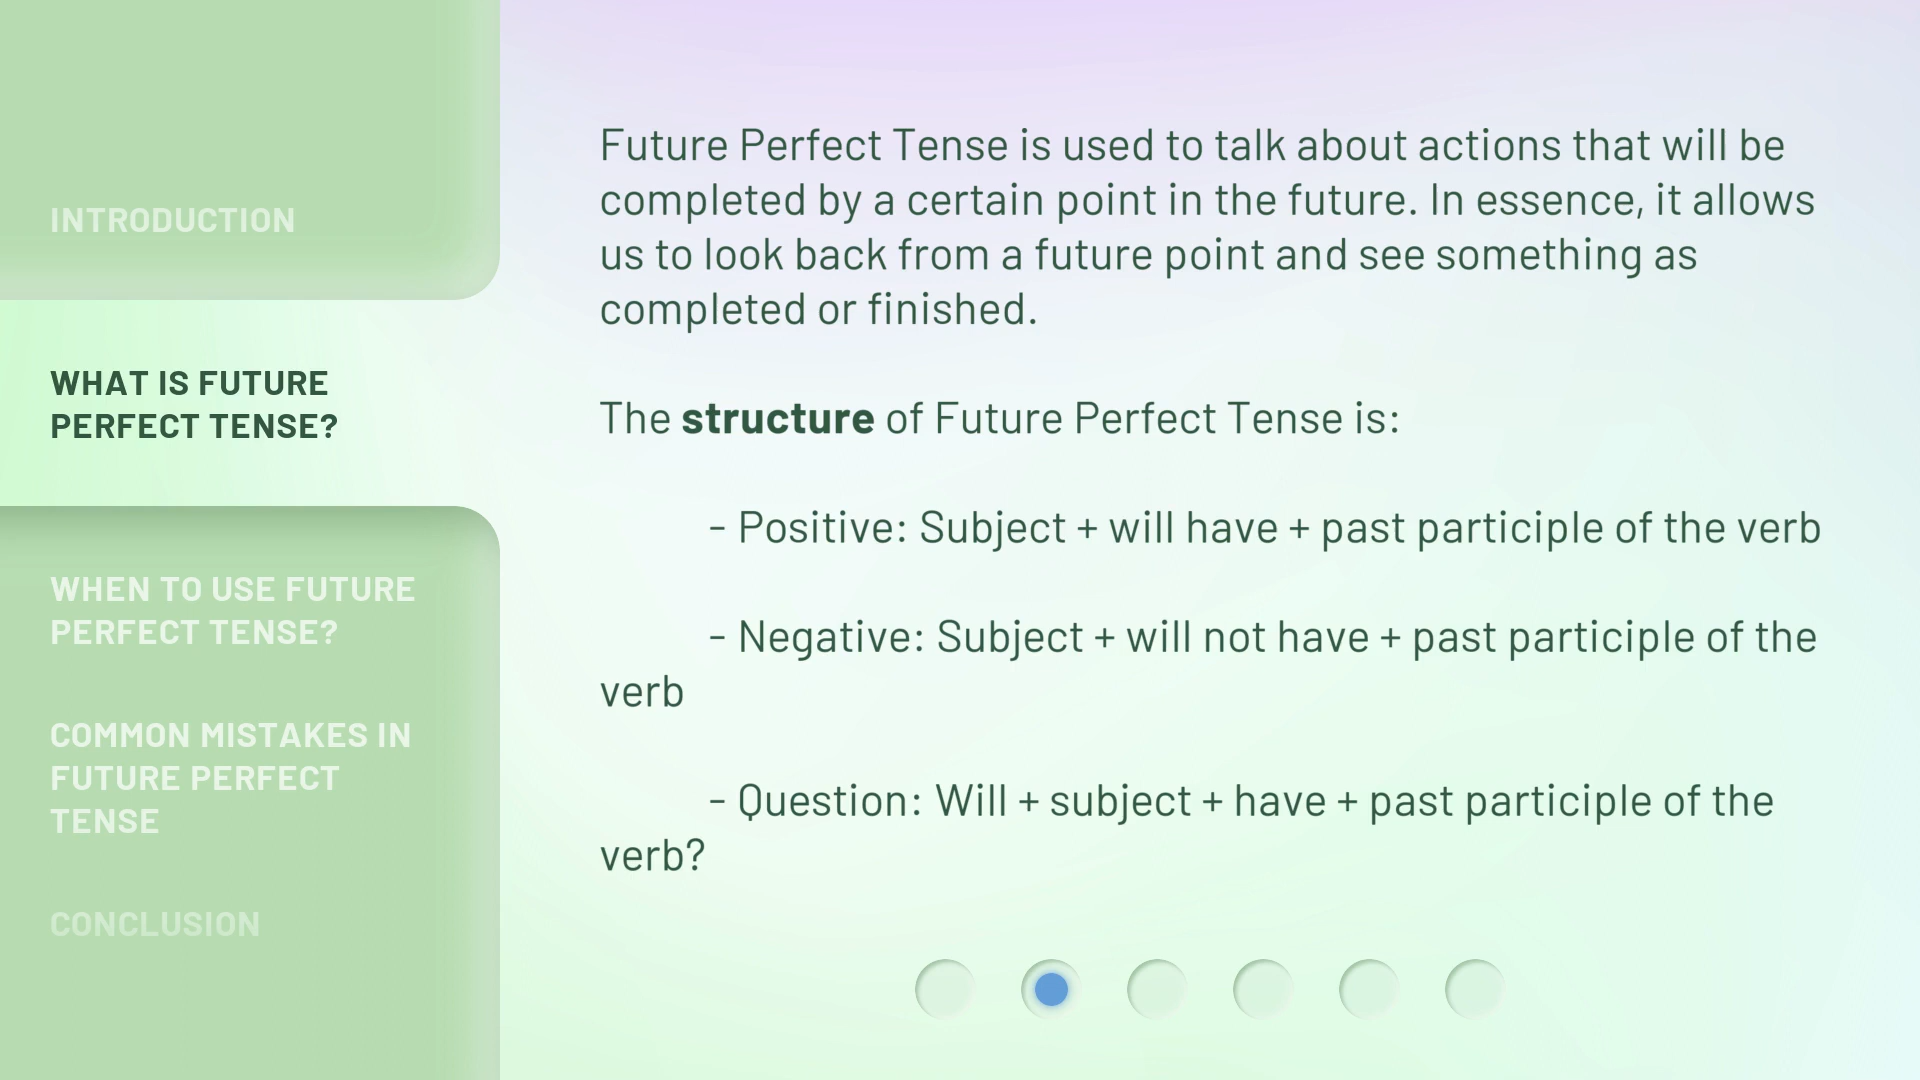 INTRODUCTION
WHAT IS FUTURE
PERFECT TENSE?
WHEN TO USE FUTURE
PERFECT TENSE?
COMMON MISTAKES IN
FUTURE PERFECT
TENSE
CONCLUSION
Future Perfect Tense is used to talk about actions that will be
completed by a certain point in the future. In essence, it allows
us to look back from a future point and see something as
completed or finished.
The structure of Future Perfect Tense is:
- Positive: Subject + will have + past participle of the verb
- Negative: Subject + will not have + past participle of the
verb
- Question: Will + subject + have + past participle of the
verb?